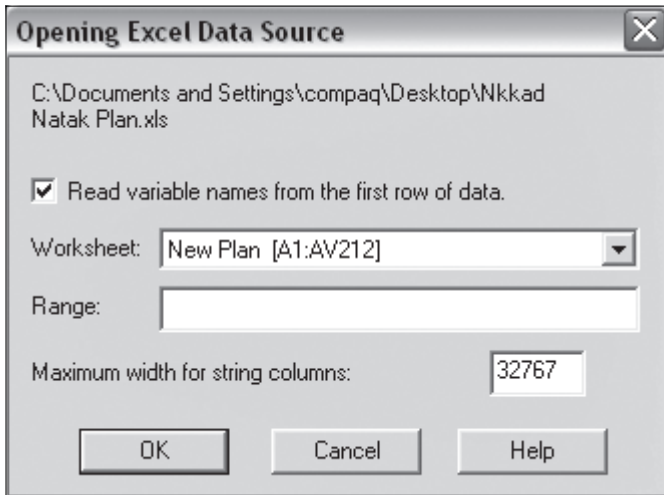 Opening Excel Data Source
C:\Documents and Settings\compaq\Desktop\Nkkad
Natak Plan.xls
Read variable names from the first row of data.
Worksheet: New Plan [A1:AV212]
Range:
Maximum width for string columns: 32767
OK Cancel Help